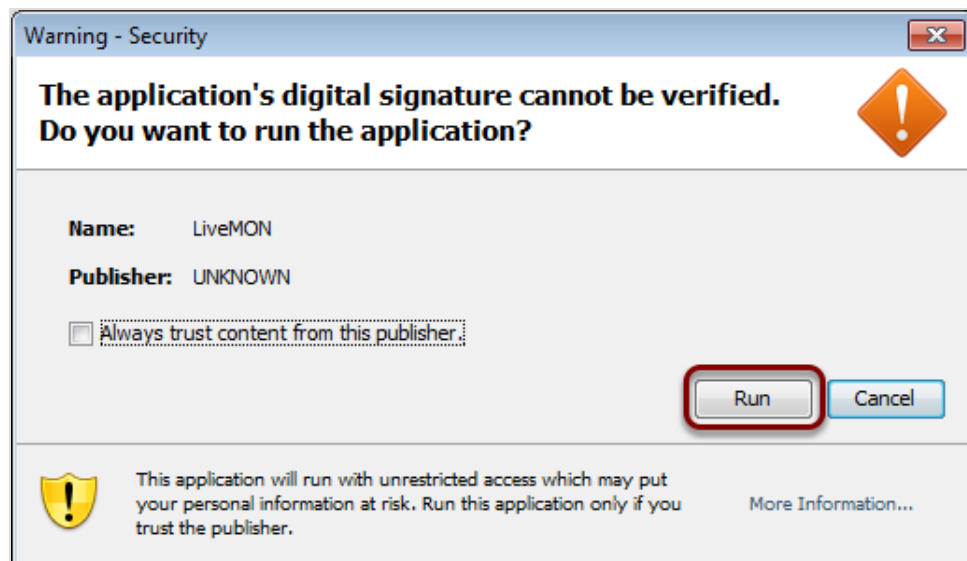 Warning - Security
The application's digital signature cannot be verified.
Do you want to run the application?
Name: LiveMON
Publisher: UNKNOWN
Always trust content from this publisher.
Run Cancel
This application will run with unrestricted access which may put
your personal information at risk. Run this application only if you
trust the publisher.
More Information...